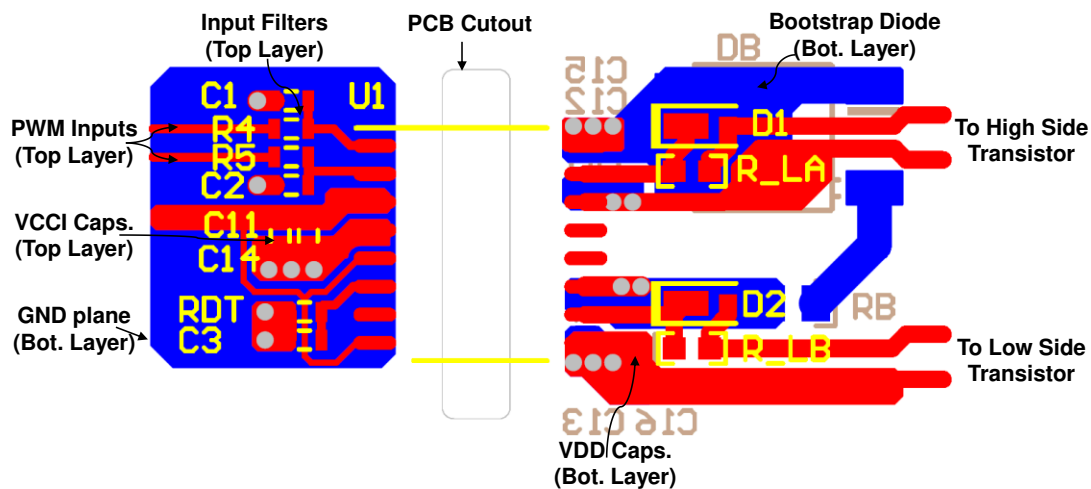 Input Filters
(Top Layer)
PCB Cutout
Bootstrap Diode
(Bot. Layer)
DB
C15
C12
C1
U1
PWM Inputs
(Top Layer)
R4
R5
C2
D1
R_LA
To High Side
Transistor
VCCI Caps.
(Top Layer)
C11
C14
GND plane
(Bot. Layer)
RDT
C3
D2
RB
R_LB
To Low Side
Transistor
C13
C16
VDD Caps.
(Bot. Layer)